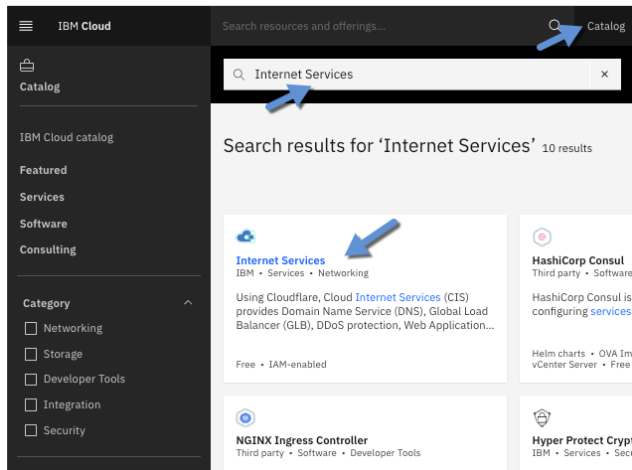 IBM Cloud
Search resources and offerings...
Catalog
Catalog
Internet Services
IBM Cloud catalog
Featured
Services
Software
Consulting
Category
Networking
Storage
Developer Tools
Integration
Security
Search results for ‘Internet Services’ 10 results
Internet Services
IBM • Services • Networking
Using Cloudflare, Cloud Internet Services (CIS)
provides Domain Name Service (DNS), Global Load
Balancer (GLB), DDoS protection, Web Application...
Free • IAM-enabled
HashiCorp Consul
Third party • Software
HashiCorp Consul is
configuring services
Helm charts • OVA Im
vCenter Server • Free
NGINX Ingress Controller
Third party • Software • Developer Tools
Hyper Protect Crypt
IBM • Services • Secu